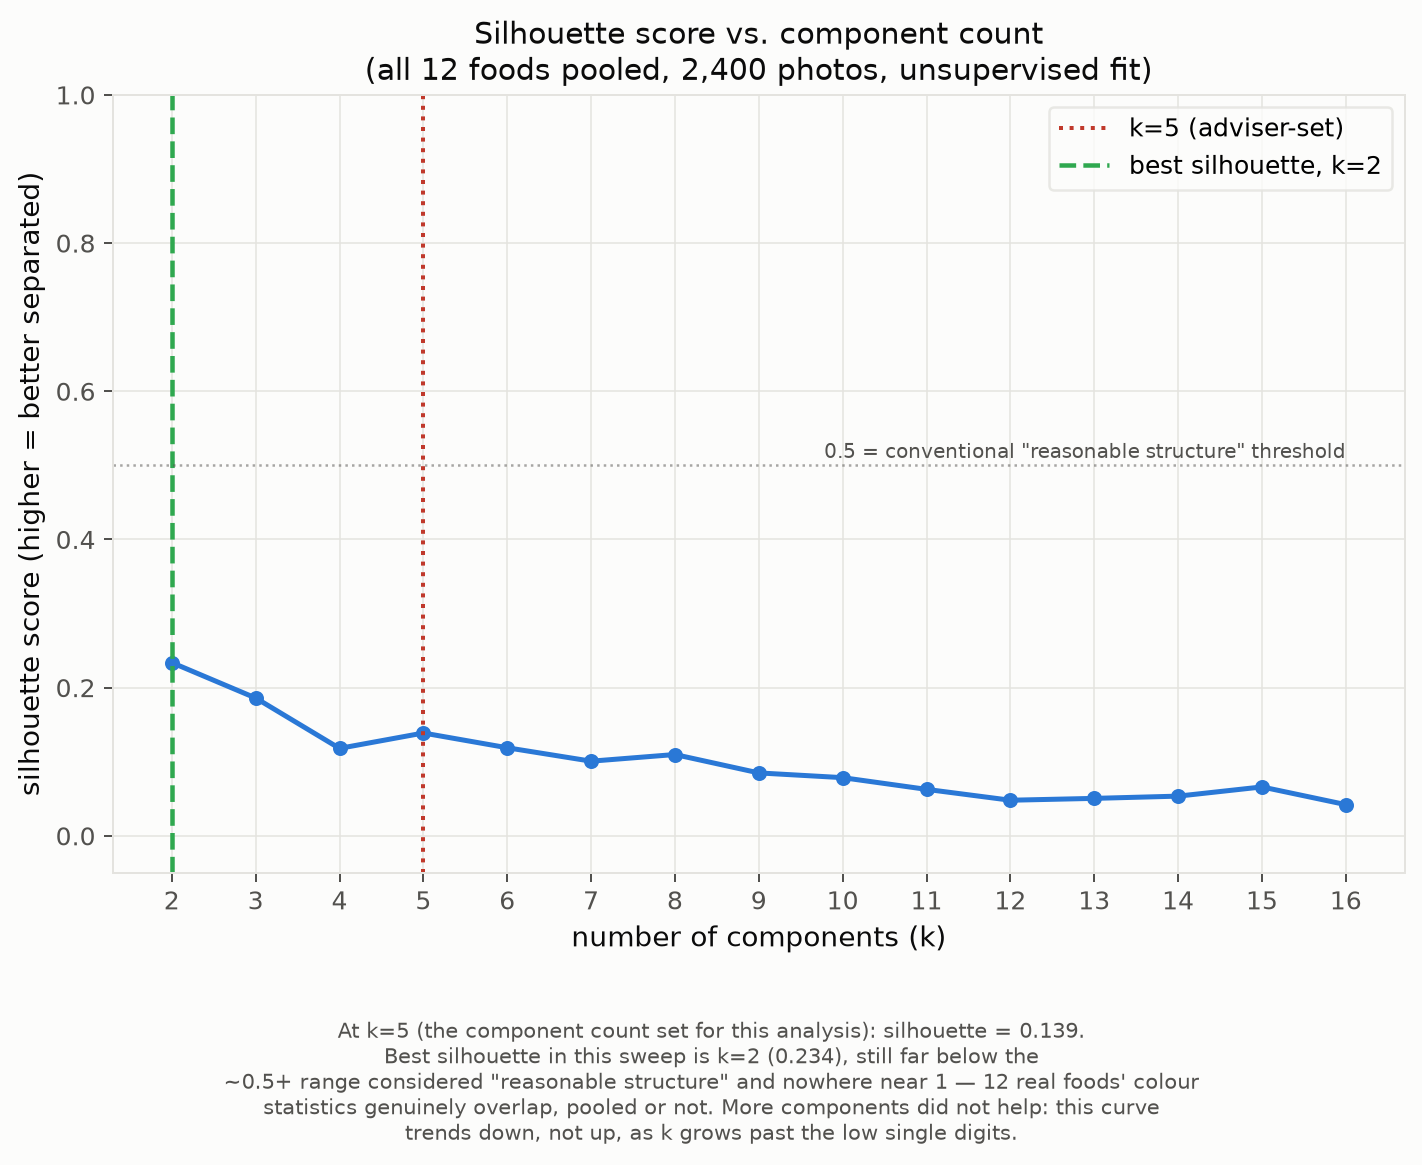 Silhouette score vs. component count
(all 12 foods pooled, 2,400 photos, unsupervised fit)
k=5 (adviser-set)
best silhouette, k=2
silhouette score (higher = better separated)
1.0
0.8
0.6
0.4
0.2
0.0
0.5 = conventional "reasonable structure" threshold
2 3 4 5 6 7 8 9 10 11 12 13 14 15 16
number of components (k)
At k=5 (the component count set for this analysis): silhouette = 0.139.
Best silhouette in this sweep is k=2 (0.234), still far below the
~0.5+ range considered "reasonable structure" and nowhere near 1 — 12 real foods' colour
statistics genuinely overlap, pooled or not. More components did not help: this curve
trends down, not up, as k grows past the low single digits.